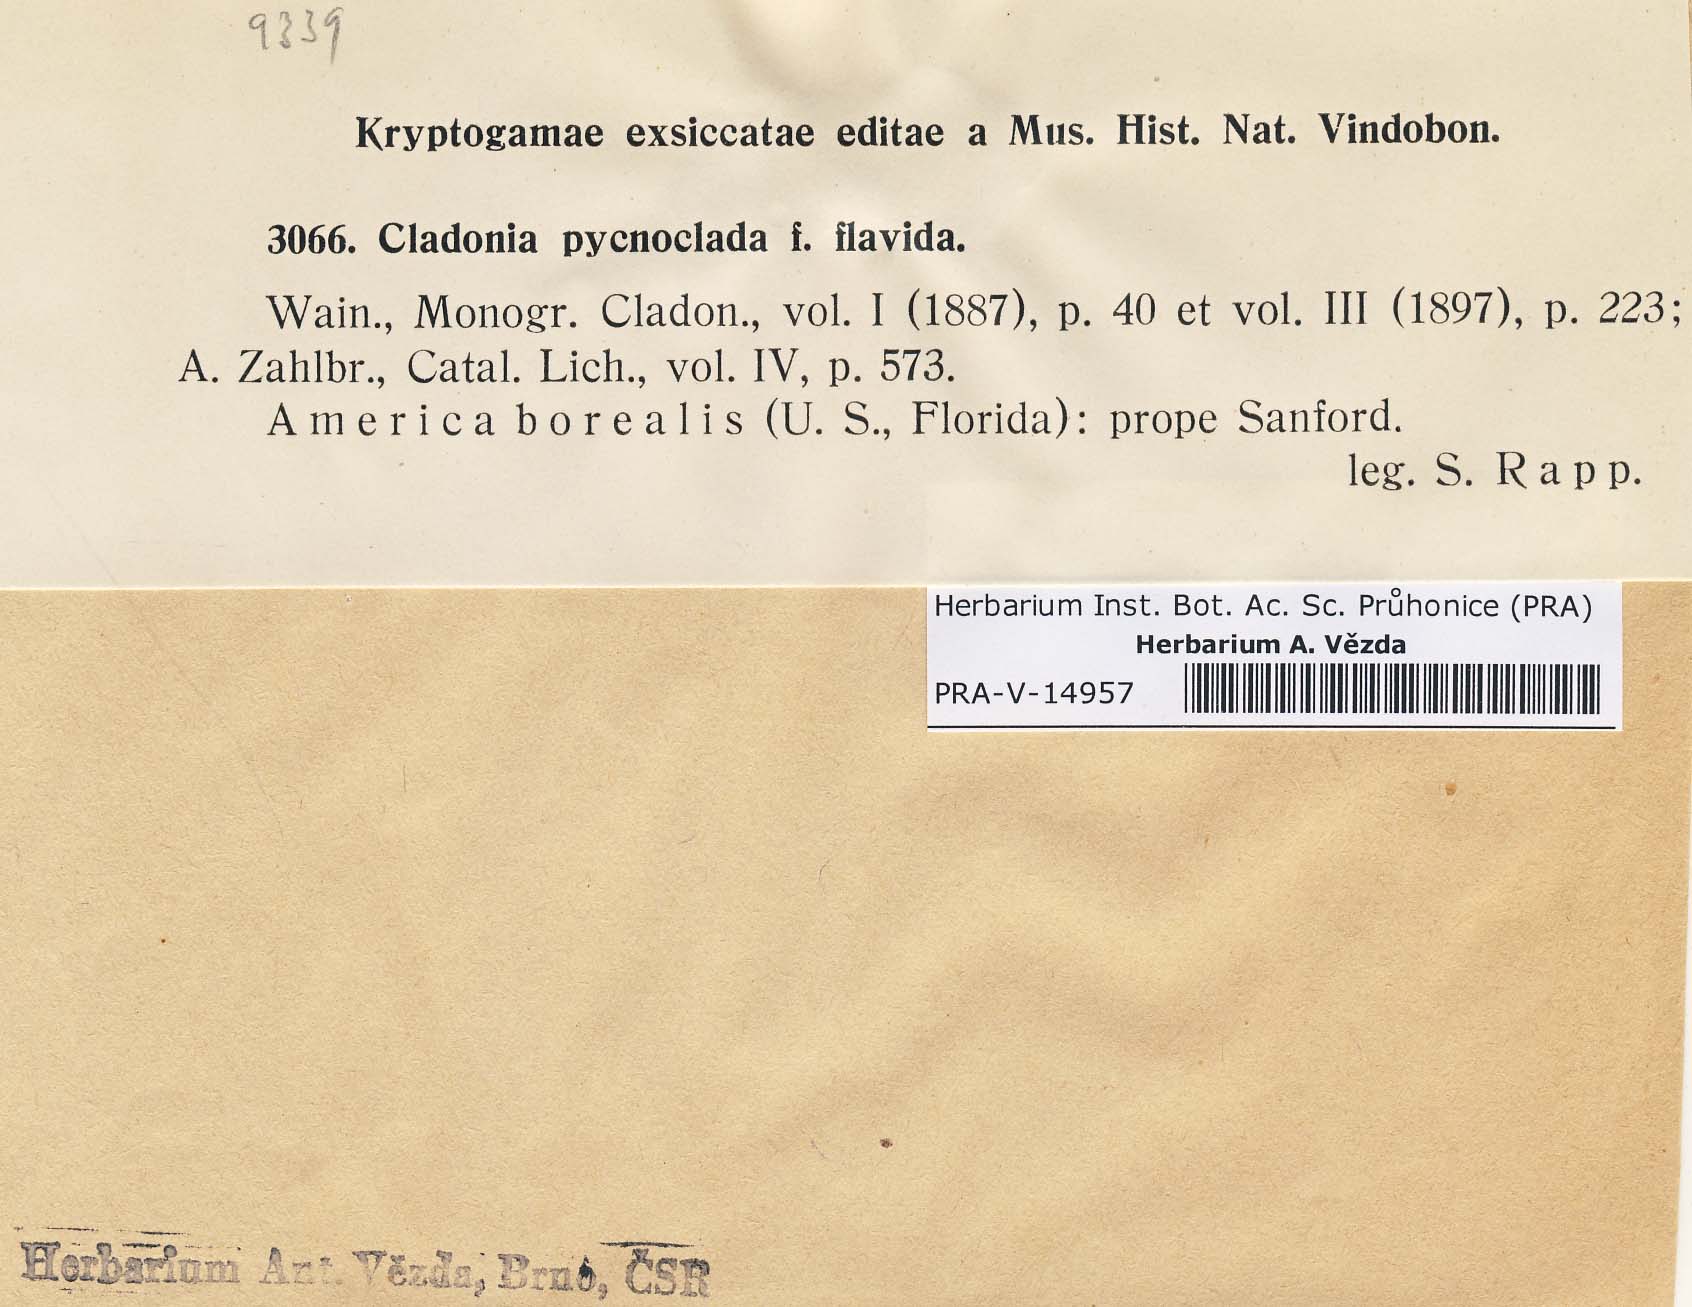 9339
Kryptogamae exsiccatae editae a Mus. Hist. Nat. Vindobon.
3066. Cladonia pycnoclada f. flavida.
Wain., Monogr. Cladon., vol. I (1887), p. 40 et vol. III (1897), p. 223;
A. Zahlbr., Catal. Lich., vol. IV, p. 573.
America borealis (U. S., Florida): prope Sanford.
leg. S. Rapp.
Herbarium Inst. Bot. Ac. Sc. Průhonice (PRA)
Herbarium A. Vězda
PRA-V-14957
Herbarium Ant. Vězda, Brno, ČSR